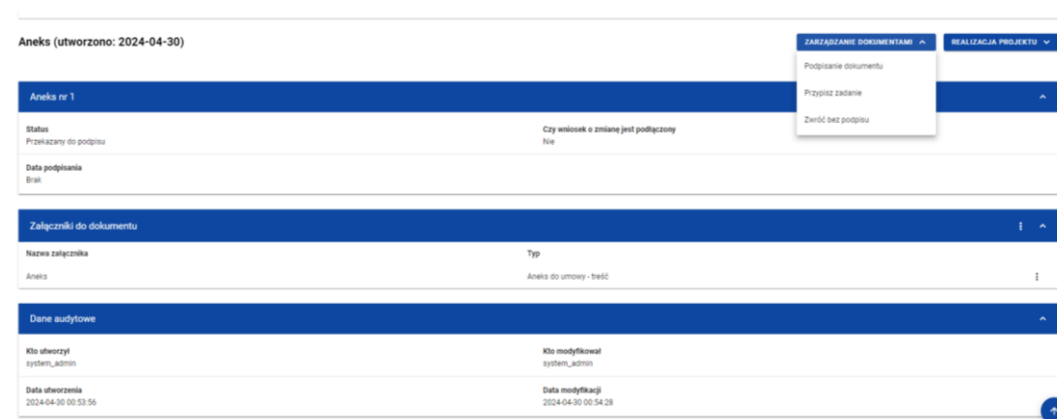 Aneks (utworzono: 2024-04-30)
ZARZĄDZANIE DOKUMENTAMI
REALIZACJA PROJEKTU
Podpisanie dokumentu
Przypisz zadanie
Zwróć bez podpisu
Aneks nr 1
Status
Czy wniosek o zmianę jest podłączony
Przekazany do podpisu
Nie
Data podpisania
Brak
Załączniki do dokumentu
Nazwa załącznika
Typ
Aneks
Aneks do umowy - treść
Dane audytowe
Kto utworzył
Kto modyfikował
system_admin
system_admin
Data utworzenia
Data modyfikacji
2024-04-30 00:53:56
2024-04-30 00:54:28